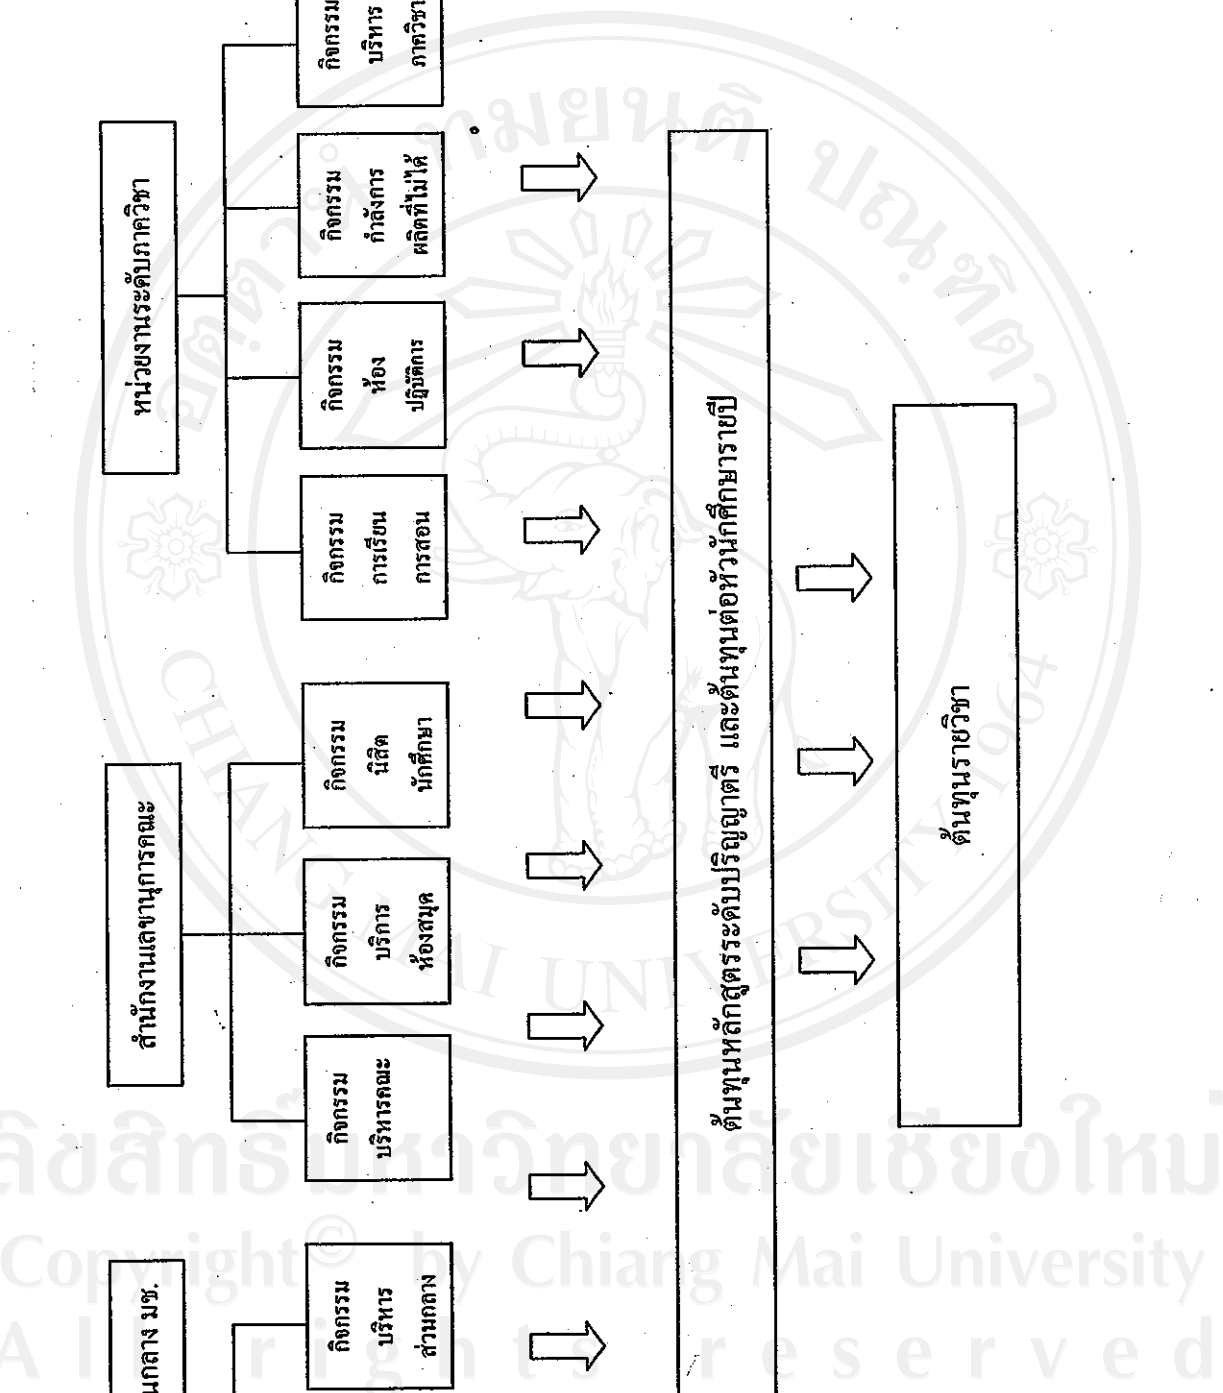 นกลาง มช.
สำนักงานเลขานุการคณะ
หน่วยงานระดับภาควิชา
กิจกรรม
บริหาร
ส่วนกลาง
กิจกรรม
บริหารคณะ
กิจกรรม
บริการ
ห้องสมุด
กิจกรรม
นิสิต
นักศึกษา
กิจกรรม
การเรียน
การสอน
กิจกรรม
ห้อง
ปฏิบัติการ
กิจกรรม
กำลังการ
ผลิตที่ไม่ได้
กิจกรรม
บริหาร
ภาควิชา
ต้นทุนหลักสูตรระดับปริญญาตรี และต้นทุนต่อหัวนักศึกษารายปี
ต้นทุนรายวิชา
CHIANG MAI UNIVERSITY 1964
ลิขสิทธิ์มหาวิทยาลัยเชียงใหม่
Copyright© by Chiang Mai University
All rights reserved